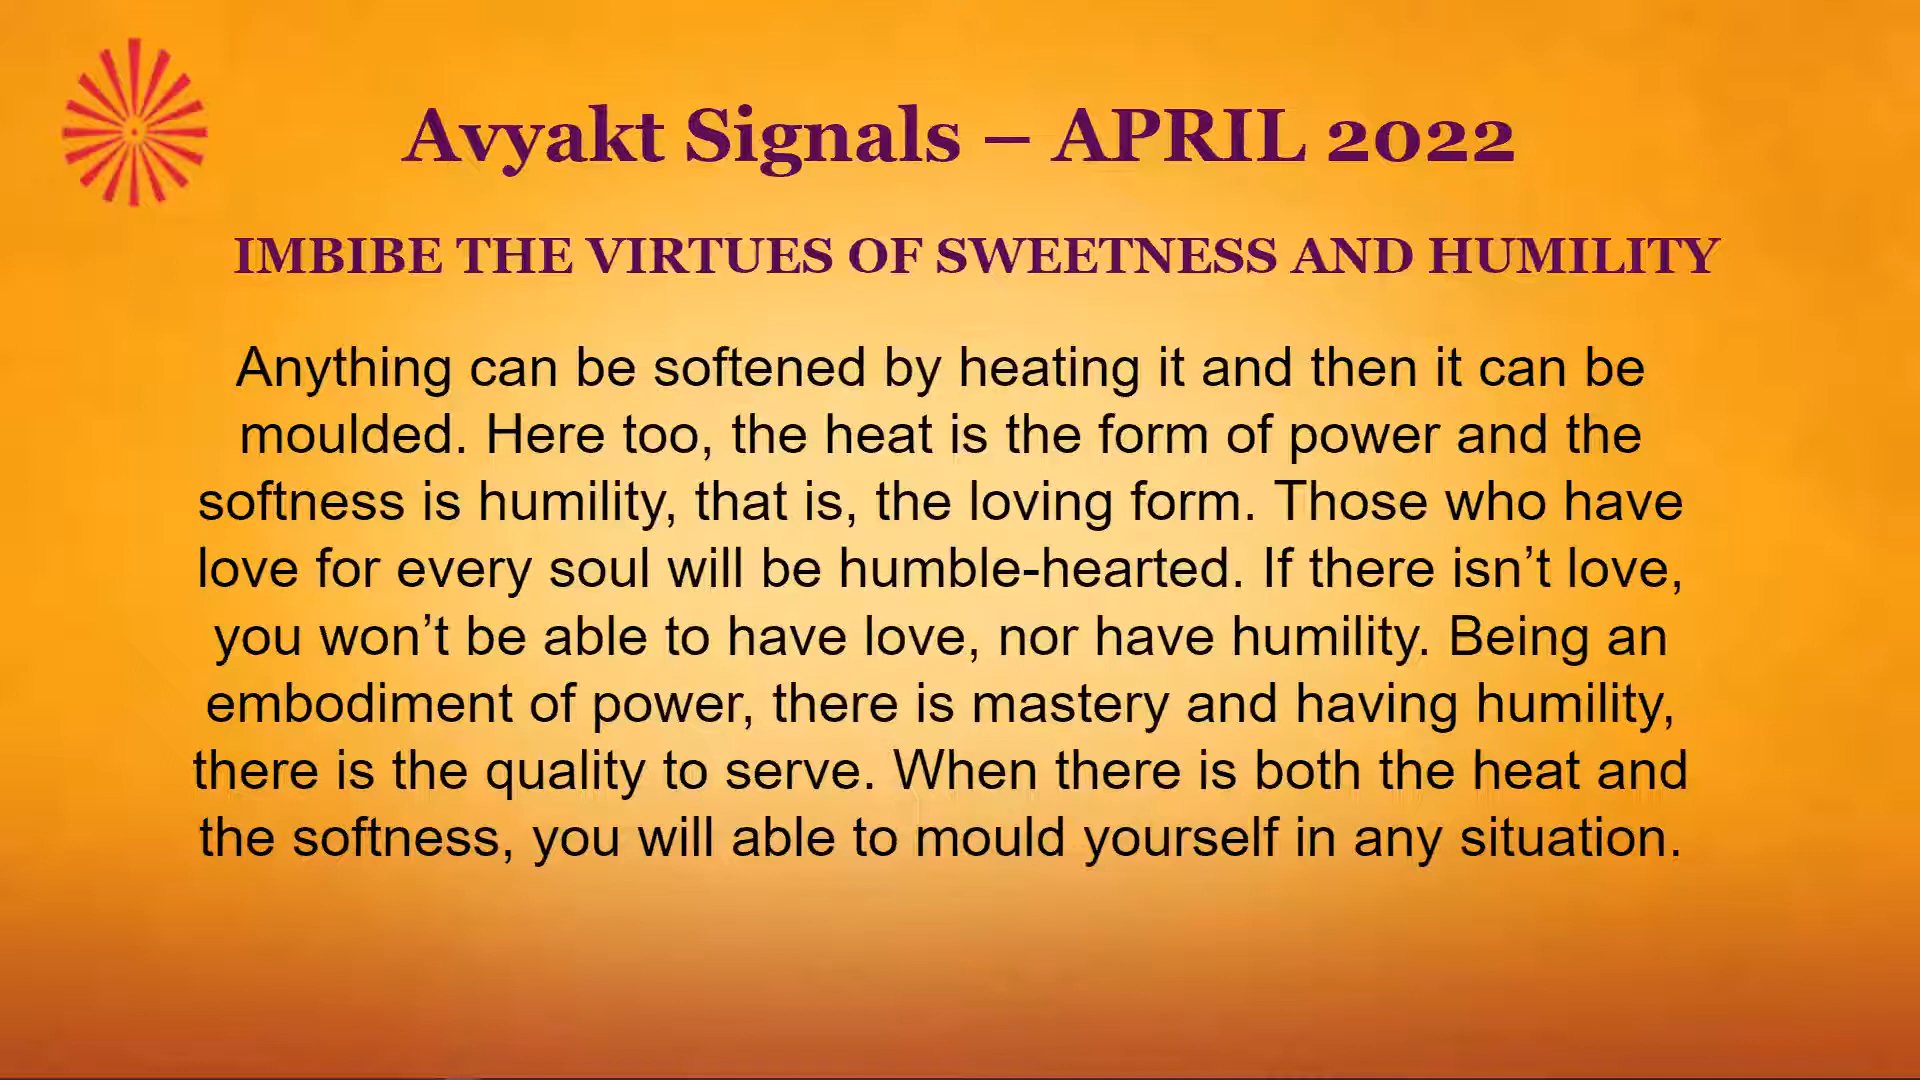 Avyakt Signals – APRIL 2022
IMBIBE THE VIRTUES OF SWEETNESS AND HUMILITY
Anything can be softened by heating it and then it can be
moulded. Here too, the heat is the form of power and the
softness is humility, that is, the loving form. Those who have
love for every soul will be humble-hearted. If there isn’t love,
you won’t be able to have love, nor have humility. Being an
embodiment of power, there is mastery and having humility,
there is the quality to serve. When there is both the heat and
the softness, you will able to mould yourself in any situation.